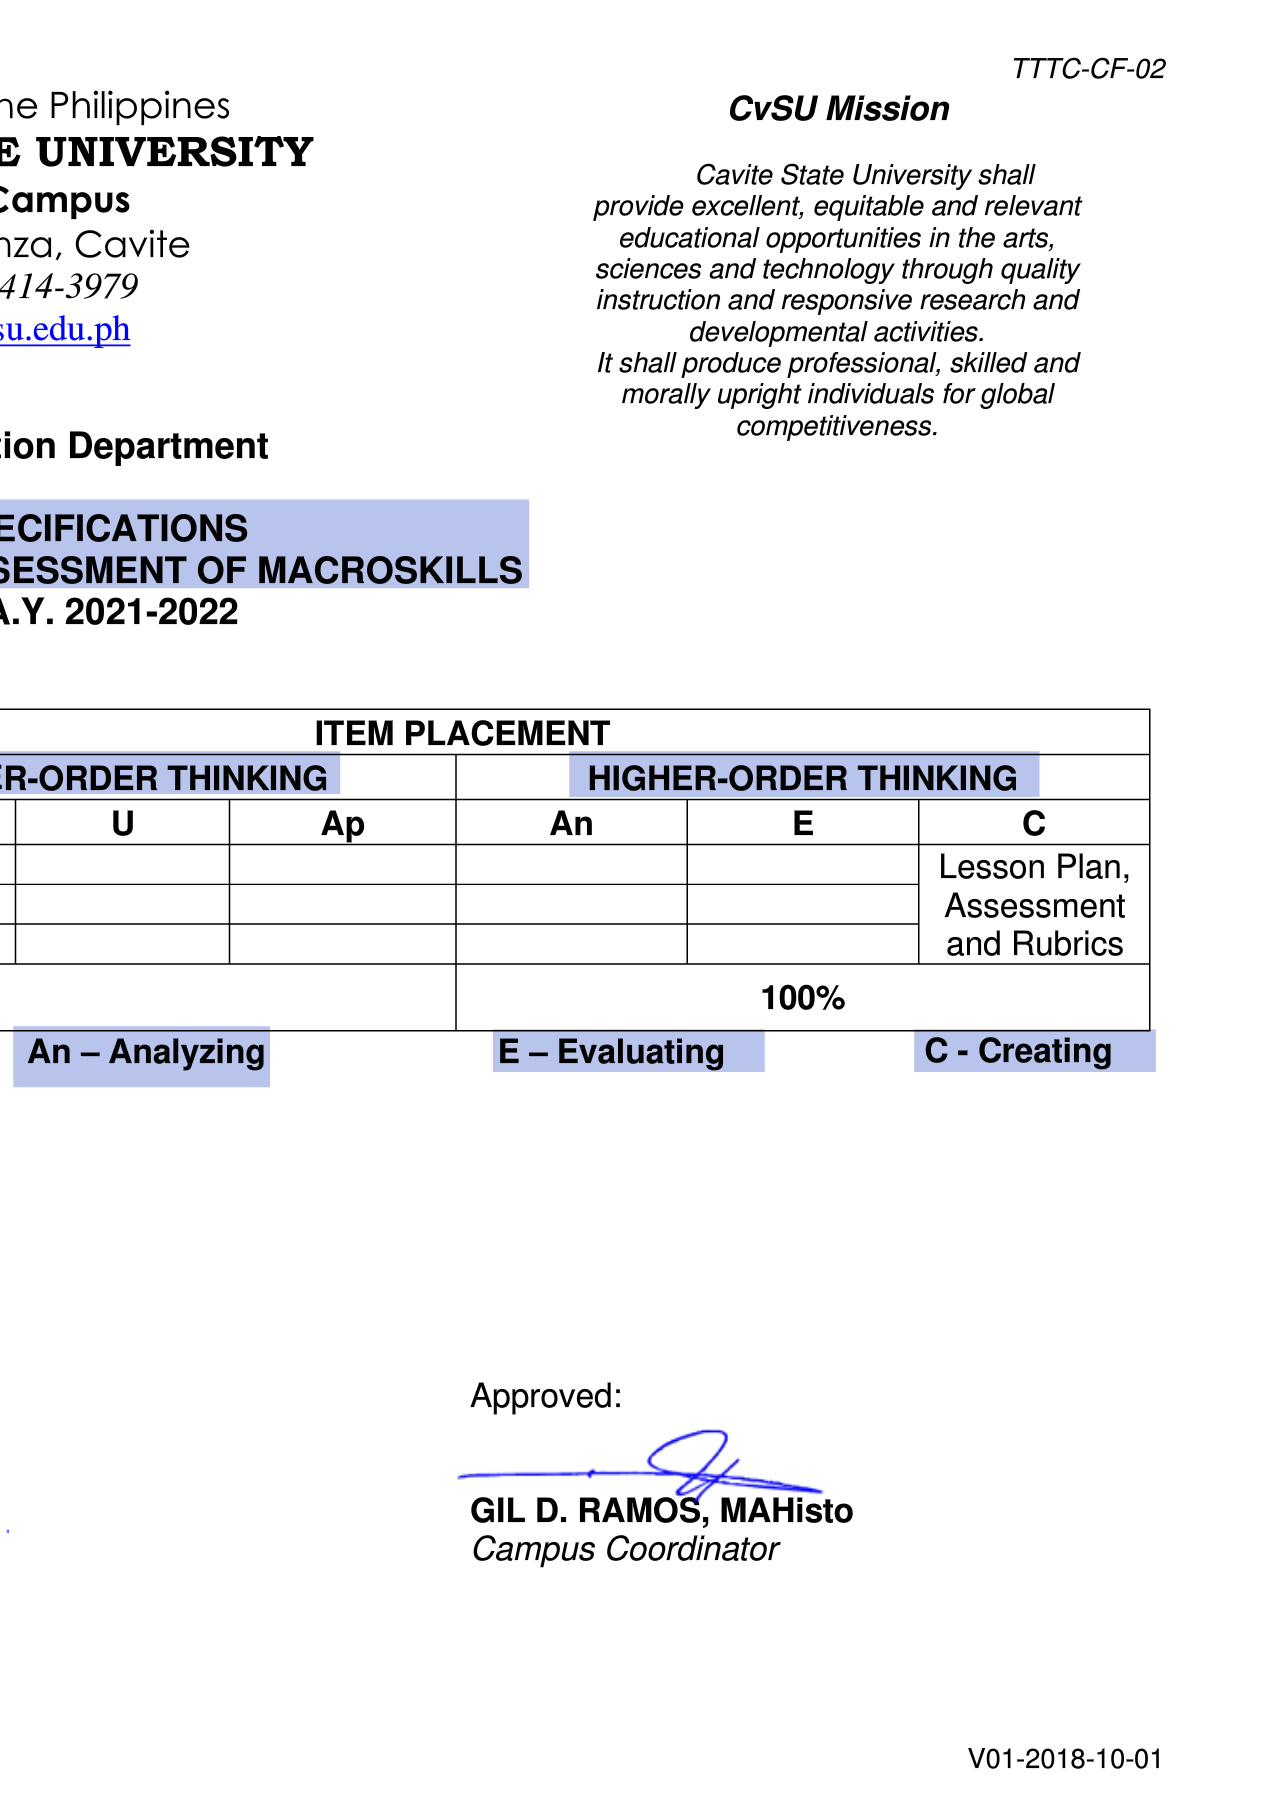 TTTC-CF-02
ne Philippines
E UNIVERSITY
Campus
nza, Cavite
414-3979
su.edu.ph
CvSU Mission
Cavite State University shall
provide excellent, equitable and relevant
educational opportunities in the arts,
sciences and technology through quality
instruction and responsive research and
developmental activities.
It shall produce professional, skilled and
morally upright individuals for global
competitiveness.
tion Department
ECIFICATIONS
SESSMENT OF MACROSKILLS
A.Y. 2021-2022
ITEM PLACEMENT
ER-ORDER THINKING HIGHER-ORDER THINKING
U Ap An E C
Lesson Plan,
Assessment
and Rubrics
100%
An – Analyzing E – Evaluating C - Creating
Approved:
GIL D. RAMOS, MAHisto
Campus Coordinator
V01-2018-10-01